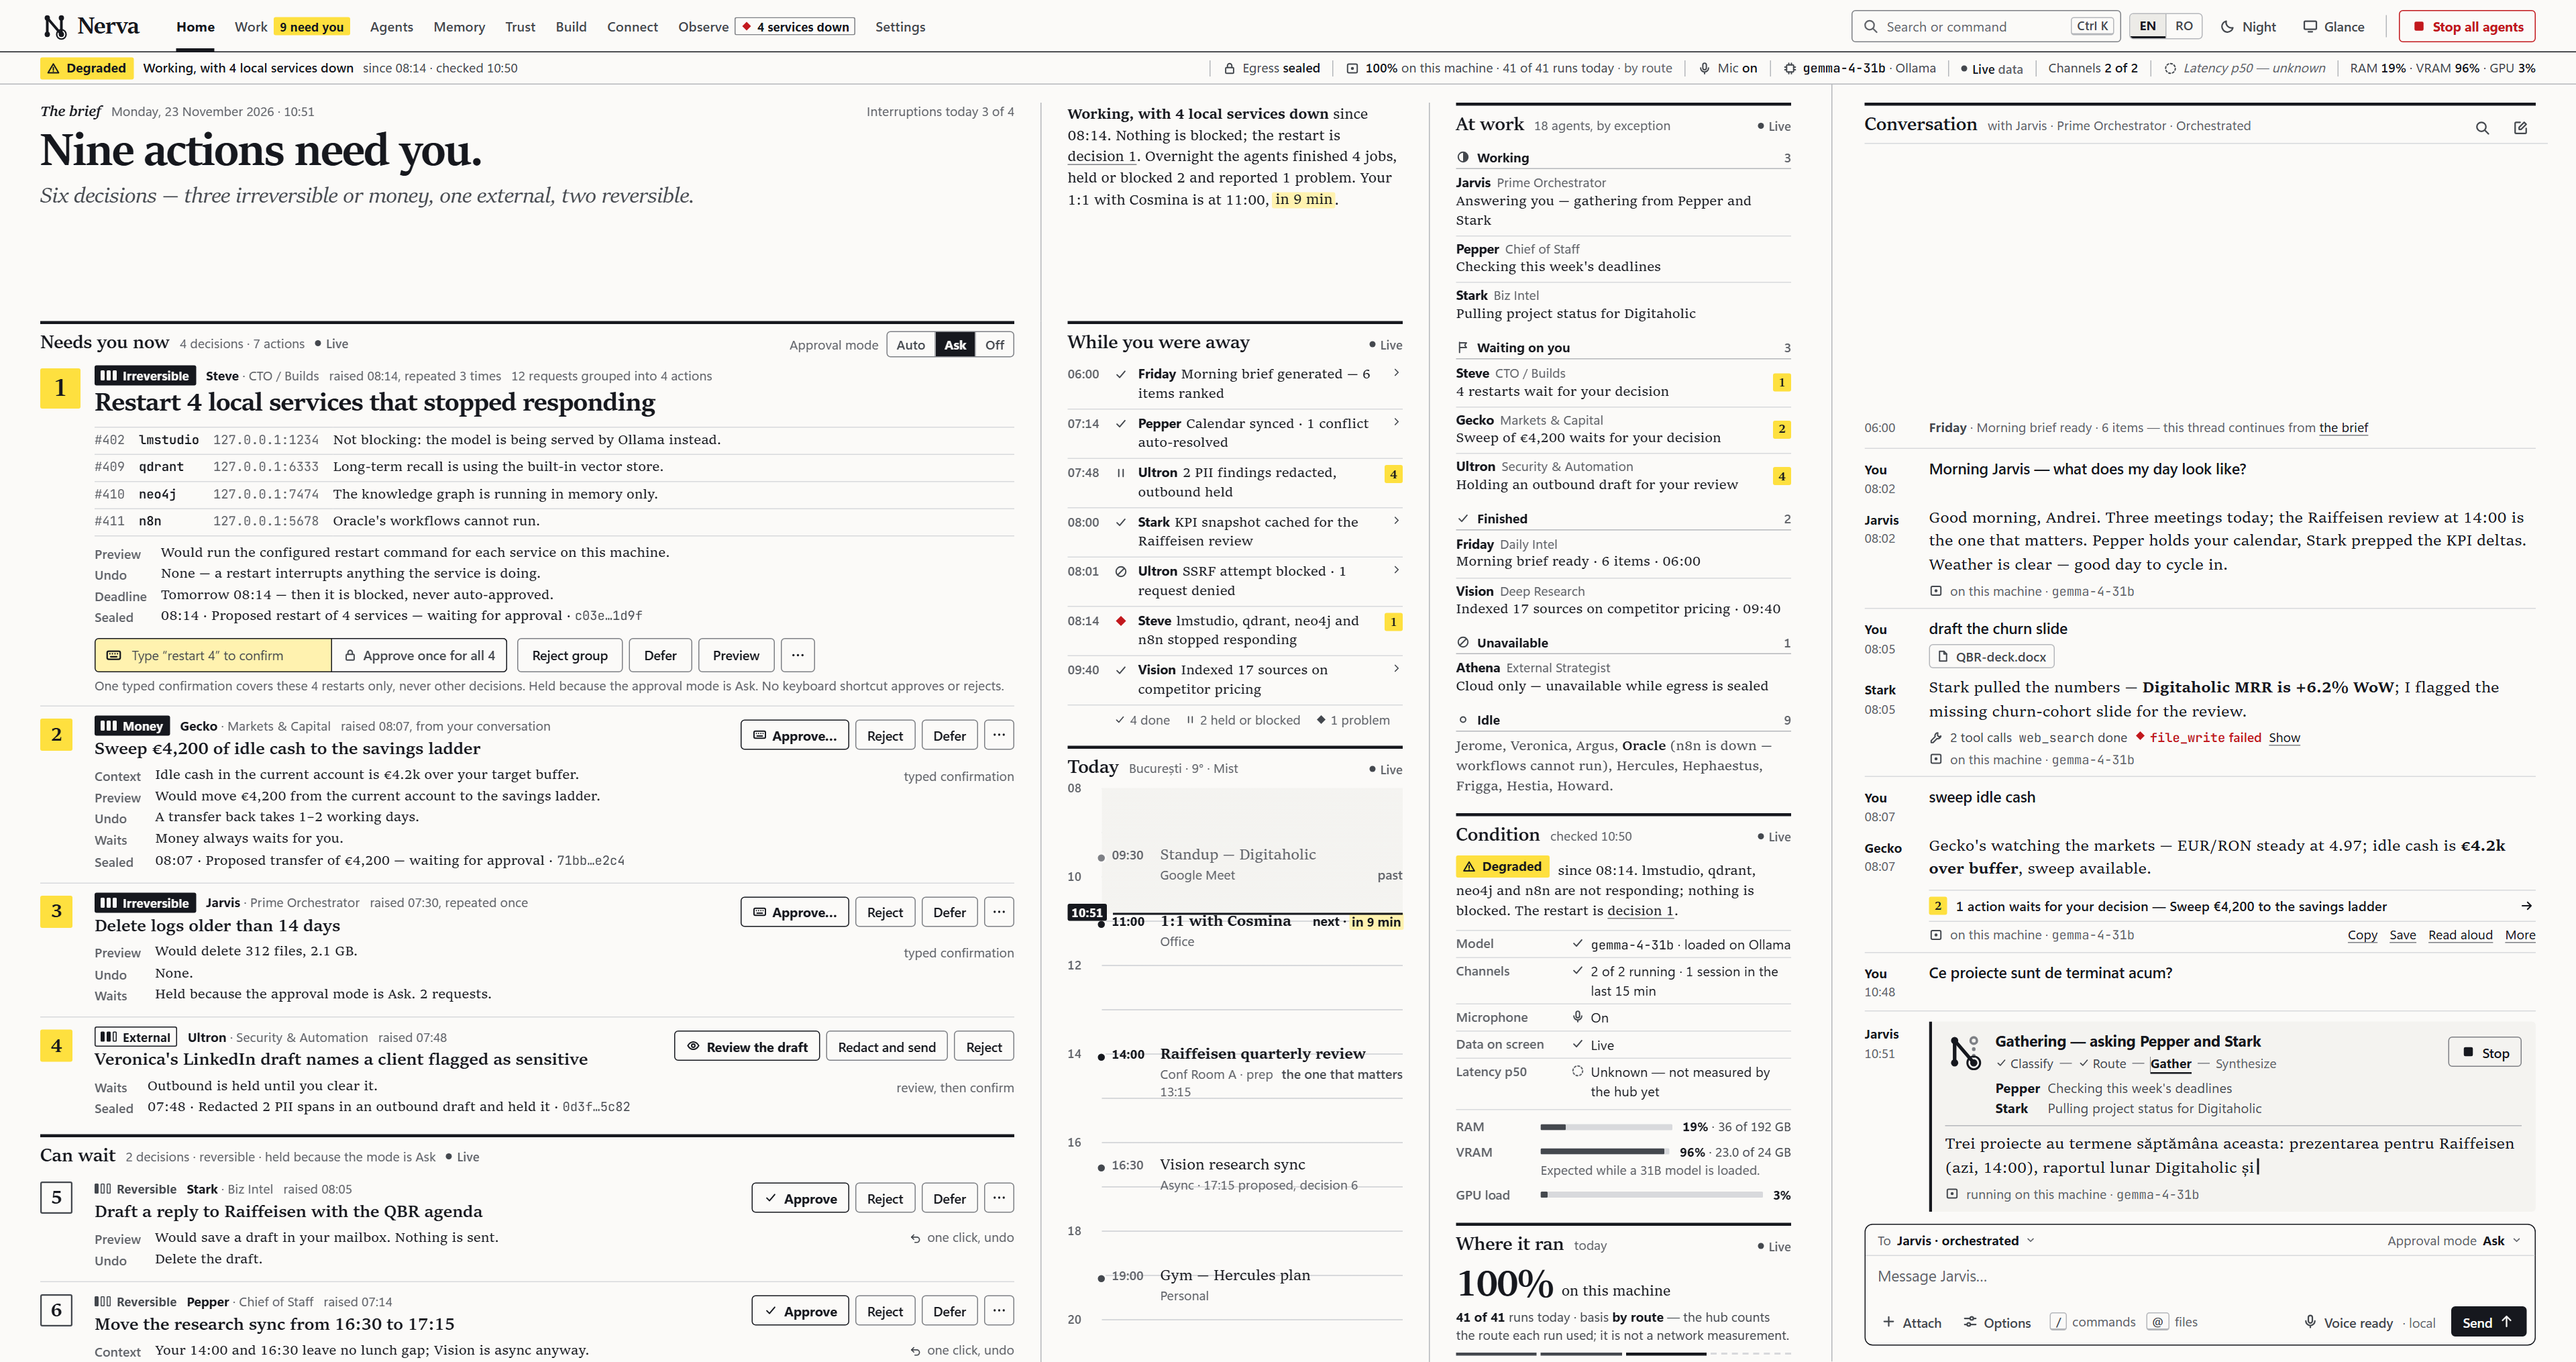 Nerva
Home
Work 9 need you
Agents
Memory
Trust
Build
Connect
Observe 4 services down
Settings
Search or command Ctrl K
EN RO
Night
Glance
Stop all agents
Degraded Working, with 4 local services down since 08:14 · checked 10:50
Egress sealed
100% on this machine · 41 of 41 runs today · by route
Mic on
gemma-4-31b · Ollama
Live data
Channels 2 of 2
Latency p50 — unknown
RAM 19% · VRAM 96% · GPU 3%
The brief Monday, 23 November 2026 · 10:51
Interruptions today 3 of 4
Nine actions need you.
Six decisions — three irreversible or money, one external, two reversible.
Needs you now 4 decisions · 7 actions Live
Approval mode Auto Ask Off
1
Irreversible Steve · CTO / Builds raised 08:14, repeated 3 times 12 requests grouped into 4 actions
Restart 4 local services that stopped responding
#402 lmstudio 127.0.0.1:1234 Not blocking: the model is being served by Ollama instead.
#409 qdrant 127.0.0.1:6333 Long-term recall is using the built-in vector store.
#410 neo4j 127.0.0.1:7474 The knowledge graph is running in memory only.
#411 n8n 127.0.0.1:5678 Oracle's workflows cannot run.
Preview Would run the configured restart command for each service on this machine.
Undo None — a restart interrupts anything the service is doing.
Deadline Tomorrow 08:14 — then it is blocked, never auto-approved.
Sealed 08:14 · Proposed restart of 4 services — waiting for approval · c03e…1d9f
Type “restart 4” to confirm
Approve once for all 4
Reject group
Defer
Preview
···
One typed confirmation covers these 4 restarts only, never other decisions. Held because the approval mode is Ask. No keyboard shortcut approves or rejects.
2
Money Gecko · Markets & Capital raised 08:07, from your conversation
Sweep €4,200 of idle cash to the savings ladder
Approve...
Reject
Defer
···
typed confirmation
Context Idle cash in the current account is €4.2k over your target buffer.
Preview Would move €4,200 from the current account to the savings ladder.
Undo A transfer back takes 1–2 working days.
Waits Money always waits for you.
Sealed 08:07 · Proposed transfer of €4,200 — waiting for approval · 71bb…e2c4
3
Irreversible Jarvis · Prime Orchestrator raised 07:30, repeated once
Delete logs older than 14 days
Approve...
Reject
Defer
···
typed confirmation
Preview Would delete 312 files, 2.1 GB.
Undo None.
Waits Held because the approval mode is Ask. 2 requests.
4
External Ultron · Security & Automation raised 07:48
Veronica's LinkedIn draft names a client flagged as sensitive
Review the draft
Redact and send
Reject
review, then confirm
Waits Outbound is held until you clear it.
Sealed 07:48 · Redacted 2 PII spans in an outbound draft and held it · 0d3f…5c82
Can wait 2 decisions · reversible · held because the mode is Ask Live
5
Reversible Stark · Biz Intel raised 08:05
Draft a reply to Raiffeisen with the QBR agenda
Approve
Reject
Defer
···
one click, undo
Preview Would save a draft in your mailbox. Nothing is sent.
Undo Delete the draft.
6
Reversible Pepper · Chief of Staff raised 07:14
Move the research sync from 16:30 to 17:15
Approve
Reject
Defer
···
one click, undo
Context Your 14:00 and 16:30 leave no lunch gap; Vision is async anyway.
Working, with 4 local services down since
08:14. Nothing is blocked; the restart is
decision 1. Overnight the agents finished 4 jobs,
held or blocked 2 and reported 1 problem. Your
1:1 with Cosmina is at 11:00, in 9 min.
While you were away Live
06:00 Friday Morning brief generated — 6
items ranked
07:14 Pepper Calendar synced · 1 conflict
auto-resolved
07:48 Ultron 2 PII findings redacted, 4
outbound held
08:00 Stark KPI snapshot cached for the
Raiffeisen review
08:01 Ultron SSRF attempt blocked · 1
request denied
08:14 Steve lmstudio, qdrant, neo4j and 1
n8n stopped responding
09:40 Vision Indexed 17 sources on
competitor pricing
4 done 2 held or blocked 1 problem
Today București · 9° · Mist Live
08
09:30 Standup — Digitaholic
Google Meet past
10
10:51
11:00 1:1 with Cosmina next · in 9 min
Office
12
14 14:00 Raiffeisen quarterly review
Conf Room A · prep the one that matters
13:15
16
16:30 Vision research sync
Async · 17:15 proposed, decision 6
18
19:00 Gym — Hercules plan
Personal
20
At work 18 agents, by exception Live
Working 3
Jarvis Prime Orchestrator
Answering you — gathering from Pepper and
Stark
Pepper Chief of Staff
Checking this week's deadlines
Stark Biz Intel
Pulling project status for Digitaholic
Waiting on you 3
Steve CTO / Builds
4 restarts wait for your decision 1
Gecko Markets & Capital
Sweep of €4,200 waits for your decision 2
Ultron Security & Automation
Holding an outbound draft for your review 4
Finished 2
Friday Daily Intel
Morning brief ready · 6 items · 06:00
Vision Deep Research
Indexed 17 sources on competitor pricing · 09:40
Unavailable 1
Athena External Strategist
Cloud only — unavailable while egress is sealed
Idle 9
Jerome, Veronica, Argus, Oracle (n8n is down —
workflows cannot run), Hercules, Hephaestus,
Frigga, Hestia, Howard.
Condition checked 10:50 Live
Degraded since 08:14. lmstudio, qdrant,
neo4j and n8n are not responding; nothing is
blocked. The restart is decision 1.
Model gemma-4-31b · loaded on Ollama
Channels 2 of 2 running · 1 session in the
last 15 min
Microphone On
Data on screen Live
Latency p50 Unknown — not measured by
the hub yet
RAM 19% · 36 of 192 GB
VRAM 96% · 23.0 of 24 GB
Expected while a 31B model is loaded.
GPU load 3%
Where it ran today Live
100% on this machine
41 of 41 runs today · basis by route — the hub counts
the route each run used; it is not a network measurement.
Conversation with Jarvis · Prime Orchestrator · Orchestrated
06:00 Friday · Morning brief ready · 6 items — this thread continues from the brief
You Morning Jarvis — what does my day look like?
08:02
Jarvis Good morning, Andrei. Three meetings today; the Raiffeisen review at 14:00 is
08:02 the one that matters. Pepper holds your calendar, Stark prepped the KPI deltas.
Weather is clear — good day to cycle in.
on this machine · gemma-4-31b
You draft the churn slide
08:05 QBR-deck.docx
Stark Stark pulled the numbers — Digitaholic MRR is +6.2% WoW; I flagged the
08:05 missing churn-cohort slide for the review.
2 tool calls web_search done file_write failed Show
on this machine · gemma-4-31b
You sweep idle cash
08:07
Gecko Gecko's watching the markets — EUR/RON steady at 4.97; idle cash is €4.2k
08:07 over buffer, sweep available.
2 1 action waits for your decision — Sweep €4,200 to the savings ladder
on this machine · gemma-4-31b Copy Save Read aloud More
You Ce proiecte sunt de terminat acum?
10:48
Jarvis Gathering — asking Pepper and Stark
10:51 Classify — Route — Gather — Synthesize
Stop
Pepper Checking this week's deadlines
Stark Pulling project status for Digitaholic
Trei proiecte au termene săptămâna aceasta: prezentarea pentru Raiffeisen
(azi, 14:00), raportul lunar Digitaholic și
running on this machine · gemma-4-31b
To Jarvis · orchestrated Approval mode Ask
Message Jarvis...
Attach Options / commands @ files Voice ready · local Send